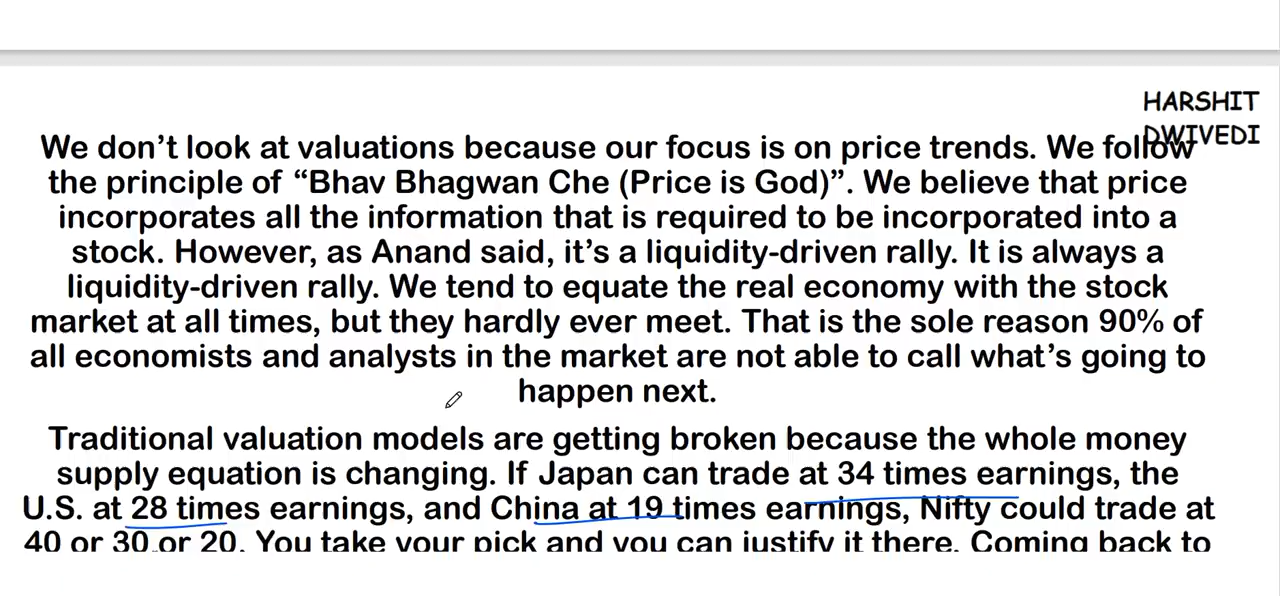 HARSHIT
DWIVEDI
We don't look at valuations because our focus is on price trends. We follow
the principle of “Bhav Bhagwan Che (Price is God)”. We believe that price
incorporates all the information that is required to be incorporated into a
stock. However, as Anand said, it's a liquidity-driven rally. It is always a
liquidity-driven rally. We tend to equate the real economy with the stock
market at all times, but they hardly ever meet. That is the sole reason 90% of
all economists and analysts in the market are not able to call what's going to
happen next.
Traditional valuation models are getting broken because the whole money
supply equation is changing. If Japan can trade at 34 times earnings, the
U.S. at 28 times earnings, and China at 19 times earnings, Nifty could trade at
40 or 30 or 20. You take your pick and you can justify it there. Coming back to